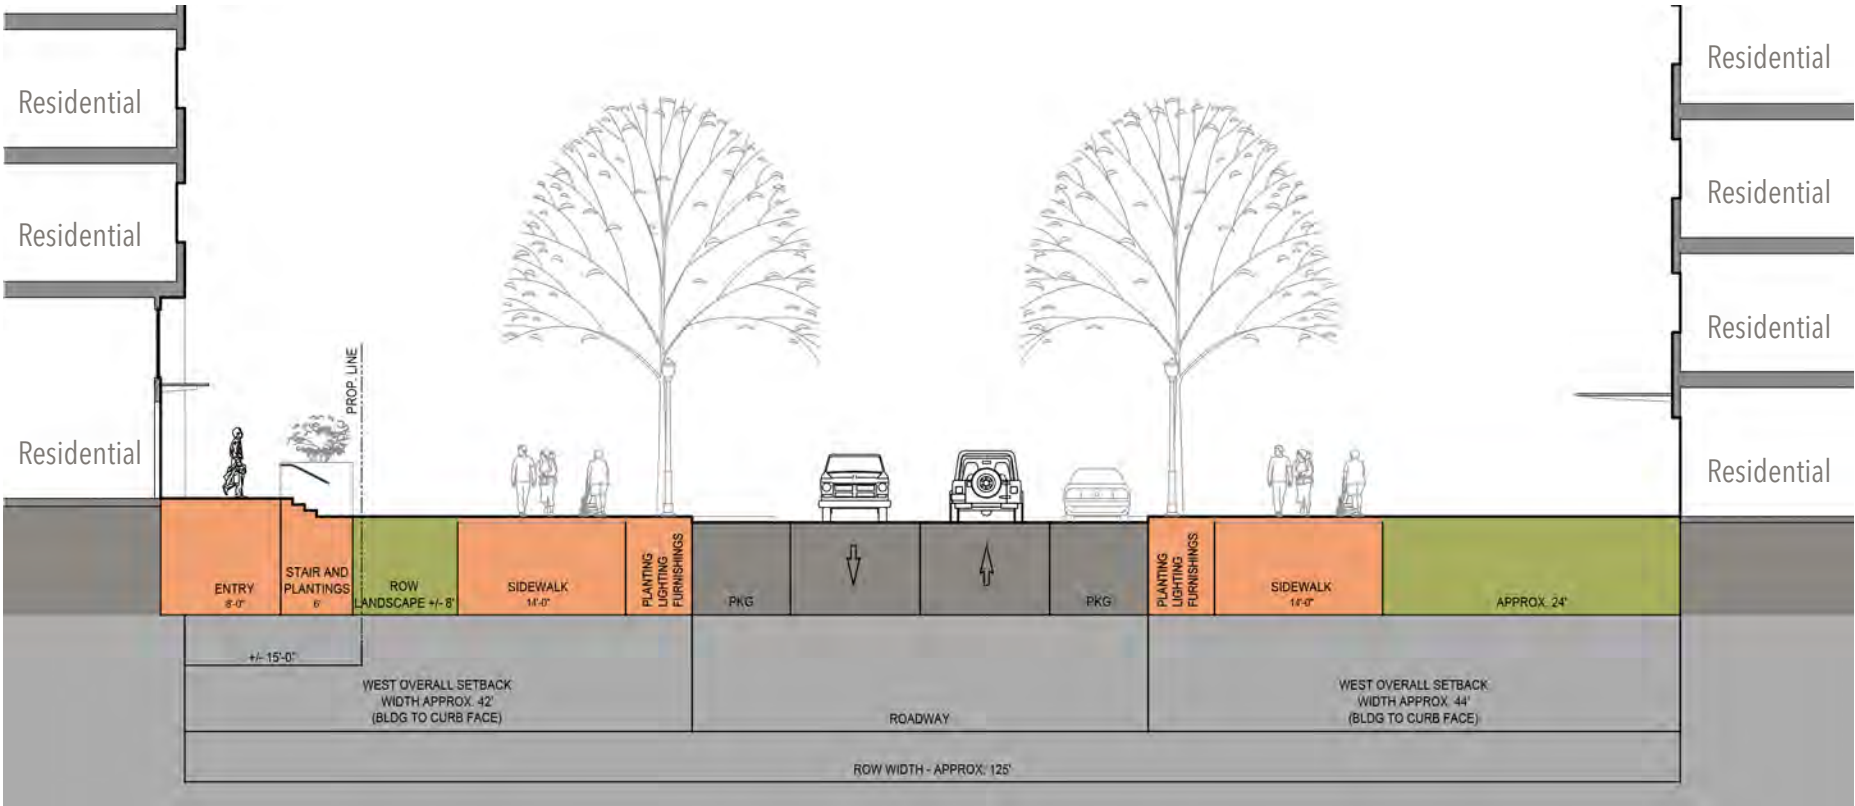 Residential
Residential
Residential
Residential
Residential
Residential
Residential
PROP. LINE
ENTRY
8'-0"
STAIR AND
PLANTINGS
6'
ROW
LANDSCAPE +/- 8'
SIDEWALK
14'-0"
PLANTING
LIGHTING
FURNISHINGS
PKG
PKG
PLANTING
LIGHTING
FURNISHINGS
SIDEWALK
14'-0"
APPROX. 24'
+/- 15'-0"
WEST OVERALL SETBACK
WIDTH APPROX. 42'
(BLDG TO CURB FACE)
ROADWAY
WEST OVERALL SETBACK
WIDTH APPROX. 44'
(BLDG TO CURB FACE)
ROW WIDTH - APPROX. 125'